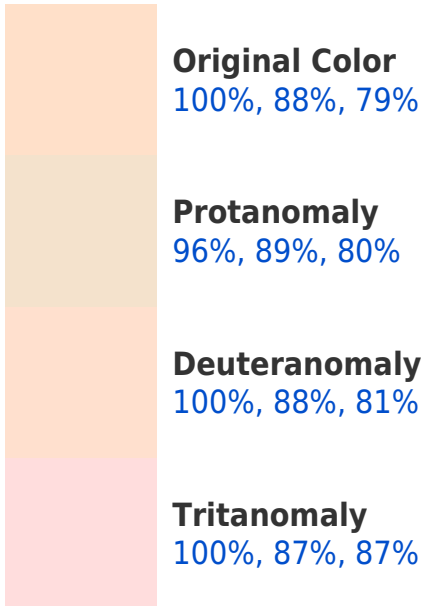 Original Color
100%, 88%, 79%
Protanomaly
96%, 89%, 80%
Deuteranomaly
100%, 88%, 81%
Tritanomaly
100%, 87%, 87%